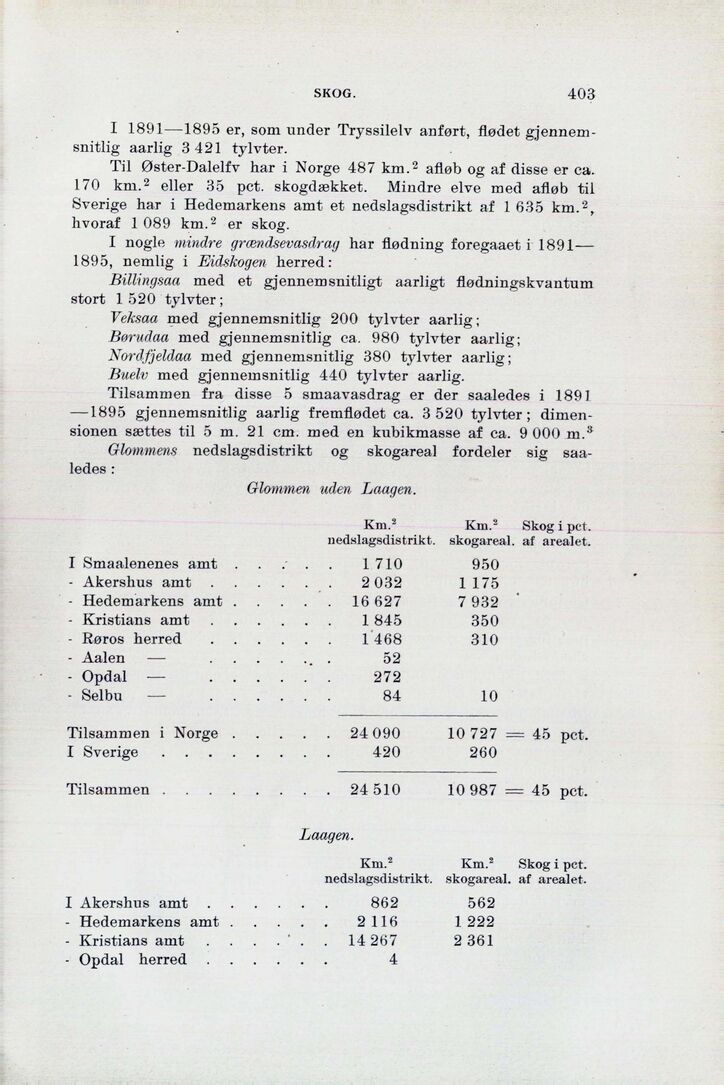 SKOG. 403
I 1891—1895 er, som under Tryssilelv anført, flødet gjennem-
snitlig aarlig 3 421 tylvter.
Til Øster-Dalelfv har i Norge 487 km.² afløb og af disse er ca.
170 km.² eller 35 pct. skogdækket. Mindre elve med afløb til
Sverige har i Hedemarkens amt et nedslagsdistrikt af 1 635 km.²,
hvoraf 1 089 km.² er skog.
I nogle mindre grændsevasdrag har flødning foregaaet i 1891—
1895, nemlig i Eidskogen herred:
Billingsaa med et gjennemsnitligt aarligt flødningskvantum
stort 1 520 tylvter;
Veksaa med gjennemsnitlig 200 tylvter aarlig;
Børudaa med gjennemsnitlig ca. 980 tylvter aarlig;
Nordfjeldaa med gjennemsnitlig 380 tylvter aarlig;
Buelv med gjennemsnitlig 440 tylvter aarlig.
Tilsammen fra disse 5 smaavasdrag er der saaledes i 1891
—1895 gjennemsnitlig aarlig fremflødet ca. 3 520 tylvter; dimen-
sionen sættes til 5 m. 21 cm. med en kubikmasse af ca. 9 000 m.³
Glommens nedslagsdistrikt og skogareal fordeler sig saa-
ledes:
Glommen uden Laagen.
Km.² Km.² Skog i pct.
nedslagsdistrikt. skogareal. af arealet.
I Smaalenenes amt . . . . . 1 710 950
- Akershus amt . . . . . . 2 032 1 175
- Hedemarkens amt . . . . . 16 627 7 932
- Kristians amt . . . . . . 1 845 350
- Røros herred . . . . . . 1 468 310
- Aalen — . . . . . . 52
- Opdal — . . . . . . 272
- Selbu — . . . . . . 84 10
Tilsammen i Norge . . . . . 24 090 10 727 = 45 pct.
I Sverige . . . . . . . . 420 260
Tilsammen . . . . . . . . 24 510 10 987 = 45 pct.
Laagen.
Km.² Km.² Skog i pct.
nedslagsdistrikt. skogareal. af arealet.
I Akershus amt . . . . . . 862 562
- Hedemarkens amt . . . . . 2 116 1 222
- Kristians amt . . . . . . 14 267 2 361
- Opdal herred . . . . . . 4